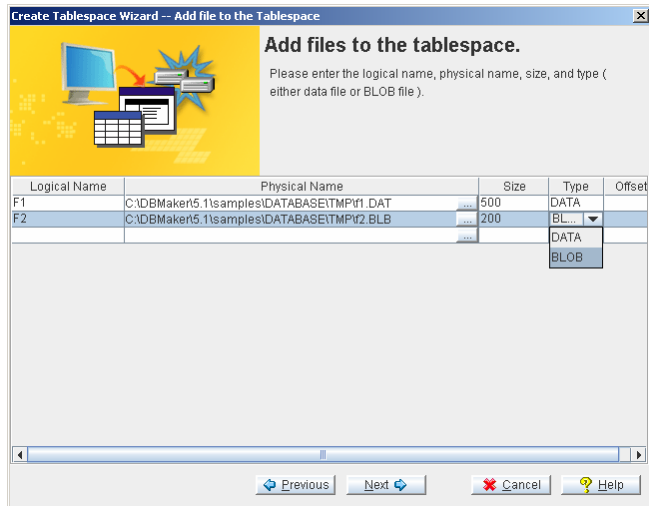 Create Tablespace Wizard -- Add file to the Tablespace
Add files to the tablespace.
Please enter the logical name, physical name, size, and type (
either data file or BLOB file ).
Logical Name Physical Name Size Type Offset
F1 C:\DBMaker\5.1\samples\DATABASE\TMP\f1.DAT ... 500 DATA
F2 C:\DBMaker\5.1\samples\DATABASE\TMP\f2.BLB ... 200 BL...
...
DATA
BLOB
Previous Next Cancel Help